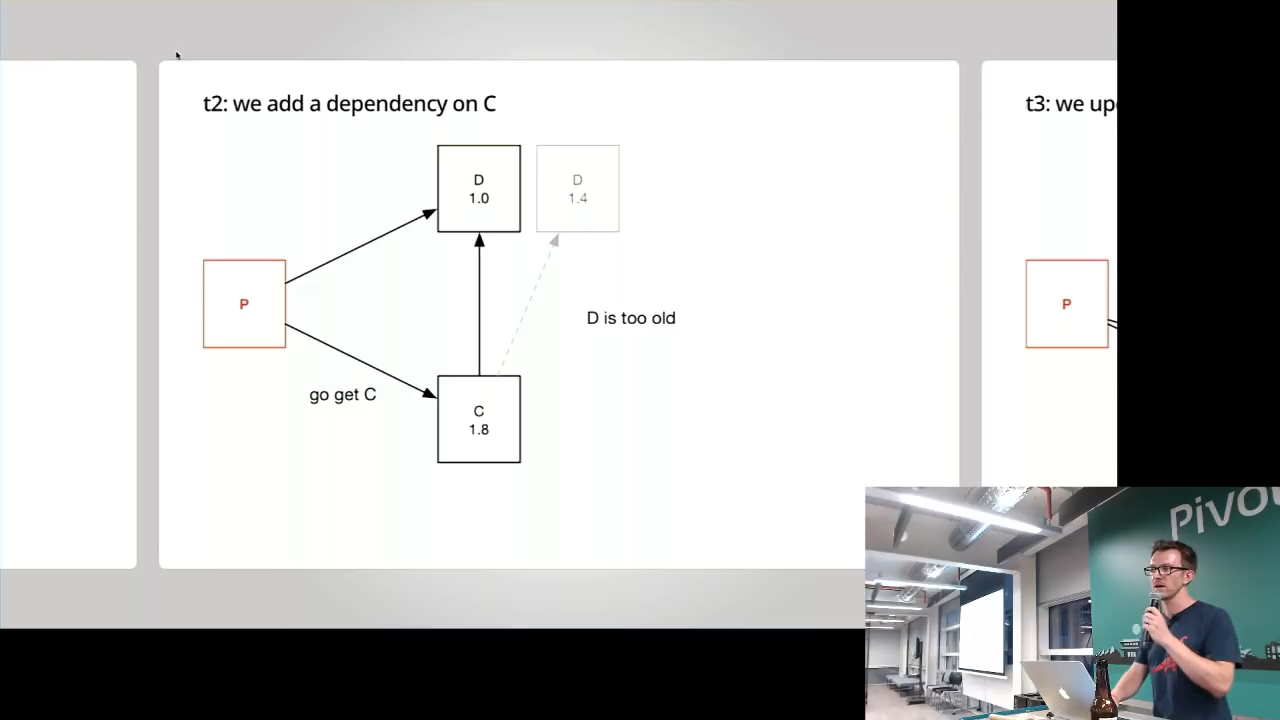 t2: we add a dependency on C
D
1.0
D
1.4
P
D is too old
go get C
C
1.8
t3: we up
P
Pivo